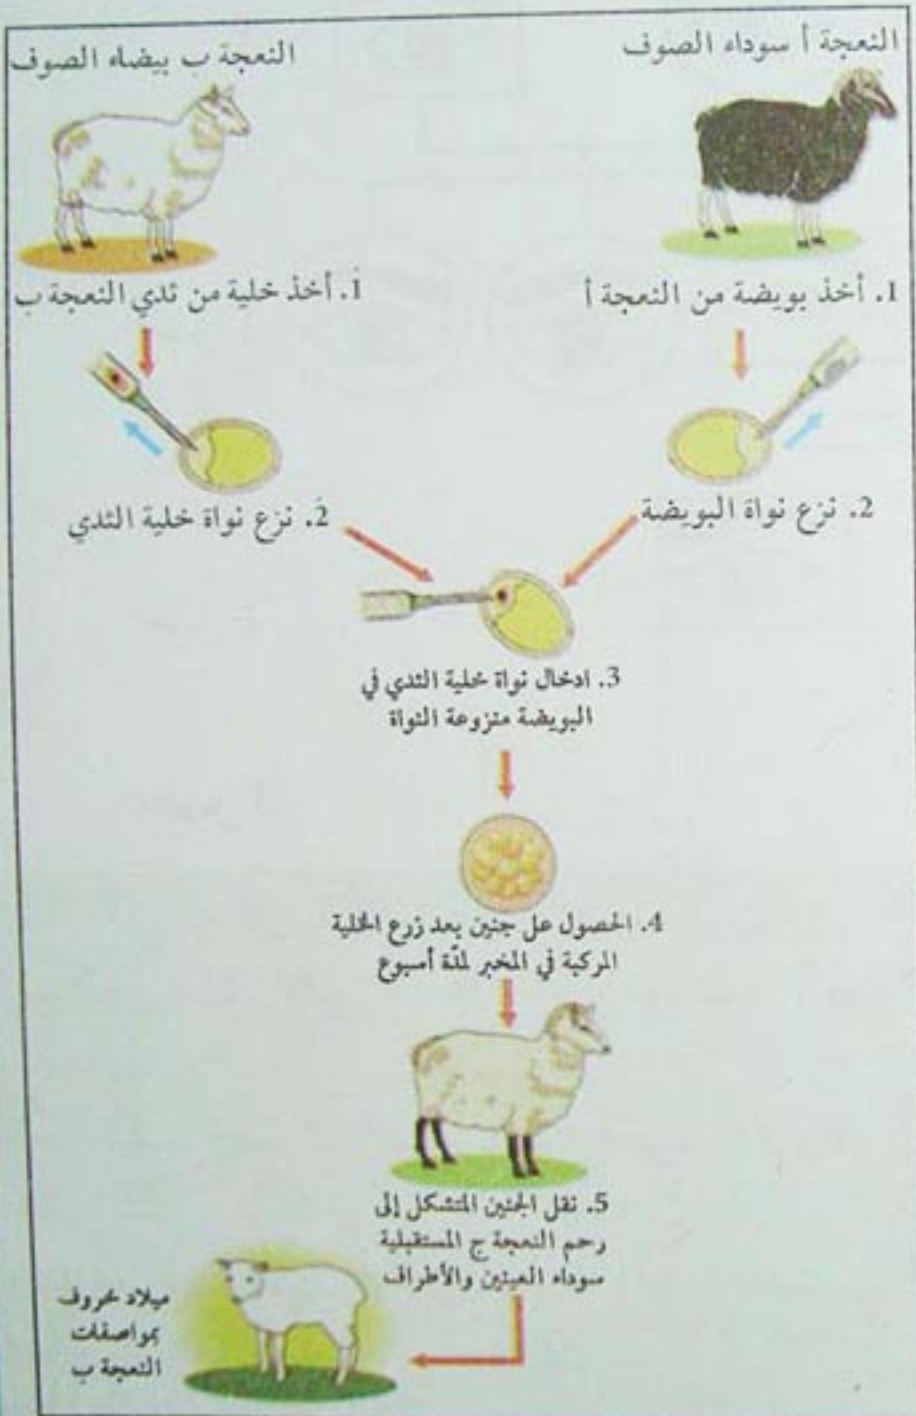 النعجة أ سوداء الصوف
النعجة ب بيضاء الصوف
1. أخذ بويضة من النعجة أ
1َ. أخذ خلية من ثدي النعجة ب
2. نزع نواة البويضة
2َ. نزع نواة خلية الثدي
3. ادخال نواة خلية الثدي في
البويضة منزوعة النواة
4. الحصول عل جنين بعد زرع الخلية
المركبة في المخبر لمدّة أسبوع
5. نقل الجنين المتشكل إلى
رحم النعجة ج المستقبلية
سوداء العينين والأطراف
ميلاد خروف
بمواصفات
النعجة ب